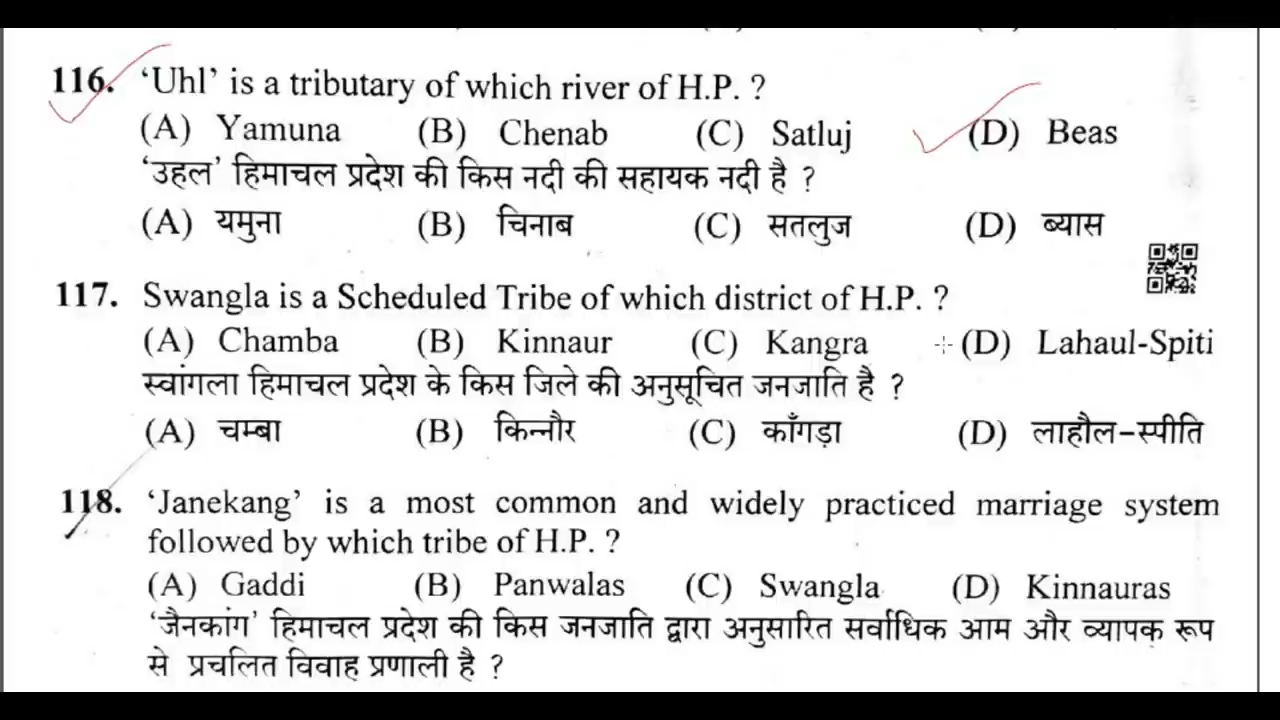 116. ‘Uhl’ is a tributary of which river of H.P. ?
(A) Yamuna (B) Chenab (C) Satluj (D) Beas
‘उहल’ हिमाचल प्रदेश की किस नदी की सहायक नदी है ?
(A) यमुना (B) चिनाब (C) सतलुज (D) ब्यास
117. Swangla is a Scheduled Tribe of which district of H.P. ?
(A) Chamba (B) Kinnaur (C) Kangra (D) Lahaul-Spiti
स्वांगला हिमाचल प्रदेश के किस जिले की अनुसूचित जनजाति है ?
(A) चम्बा (B) किन्नौर (C) काँगड़ा (D) लाहौल-स्पीति
118. ‘Janekang’ is a most common and widely practiced marriage system
followed by which tribe of H.P. ?
(A) Gaddi (B) Panwalas (C) Swangla (D) Kinnauras
‘जैनकांग’ हिमाचल प्रदेश की किस जनजाति द्वारा अनुसारित सर्वाधिक आम और व्यापक रूप
से प्रचलित विवाह प्रणाली है ?